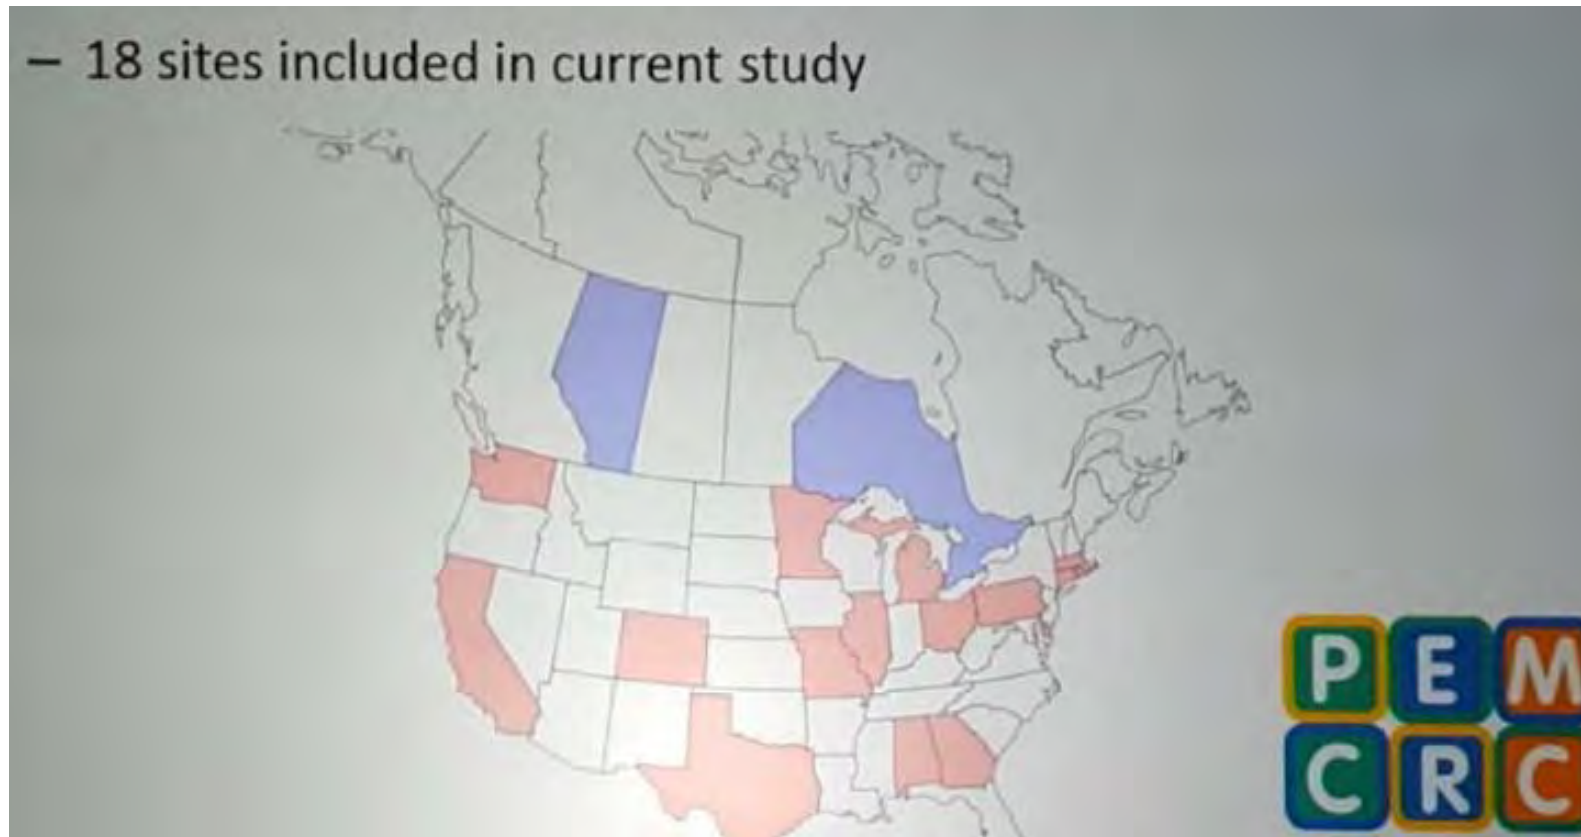 – 18 sites included in current study
PEM
CRC